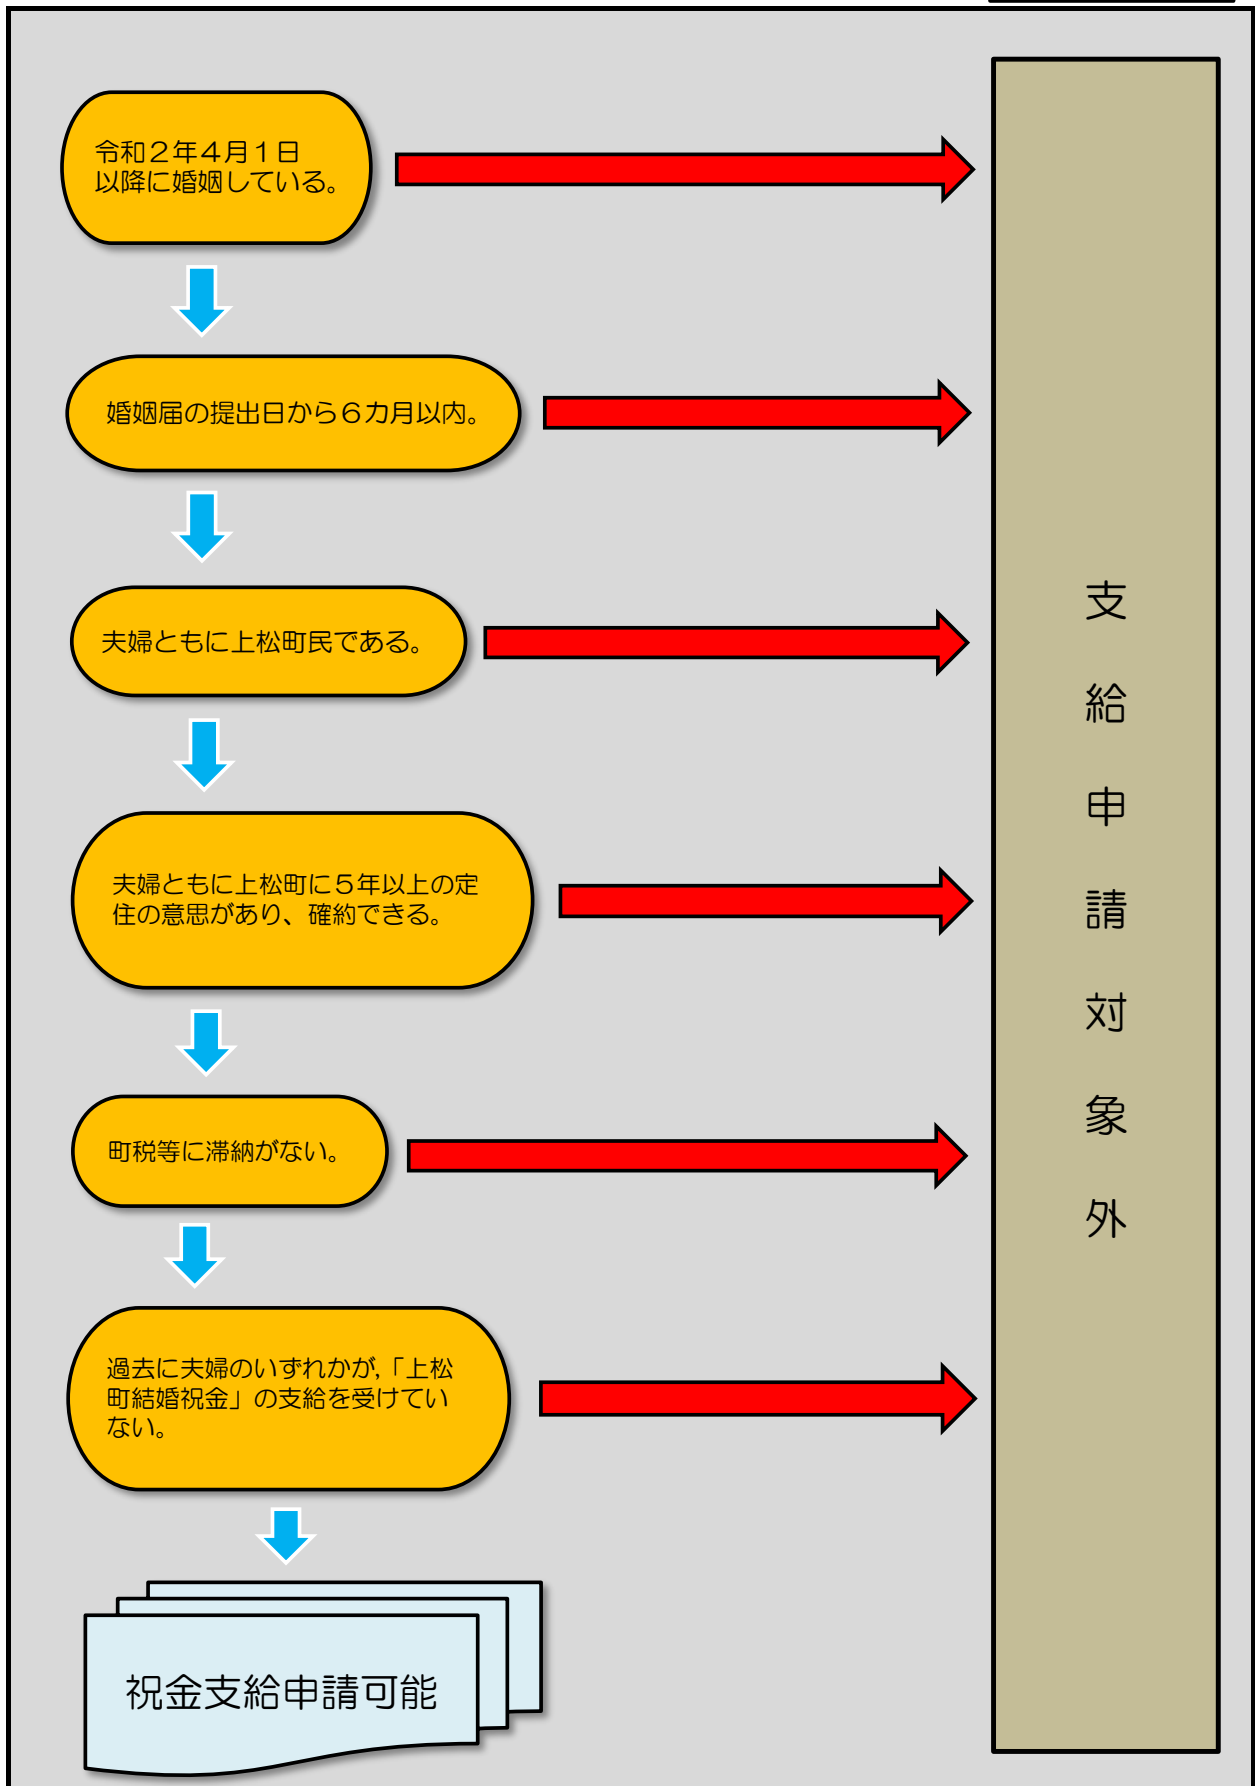 令和２年４月１日
以降に婚姻している。
婚姻届の提出日から６カ月以内。
夫婦ともに上松町民である。
夫婦ともに上松町に５年以上の定
住の意思があり、確約できる。
町税等に滞納がない。
過去に夫婦のいずれかが，「上松
町結婚祝金」の支給を受けてい
ない。
祝金支給申請可能
支給申請対象外